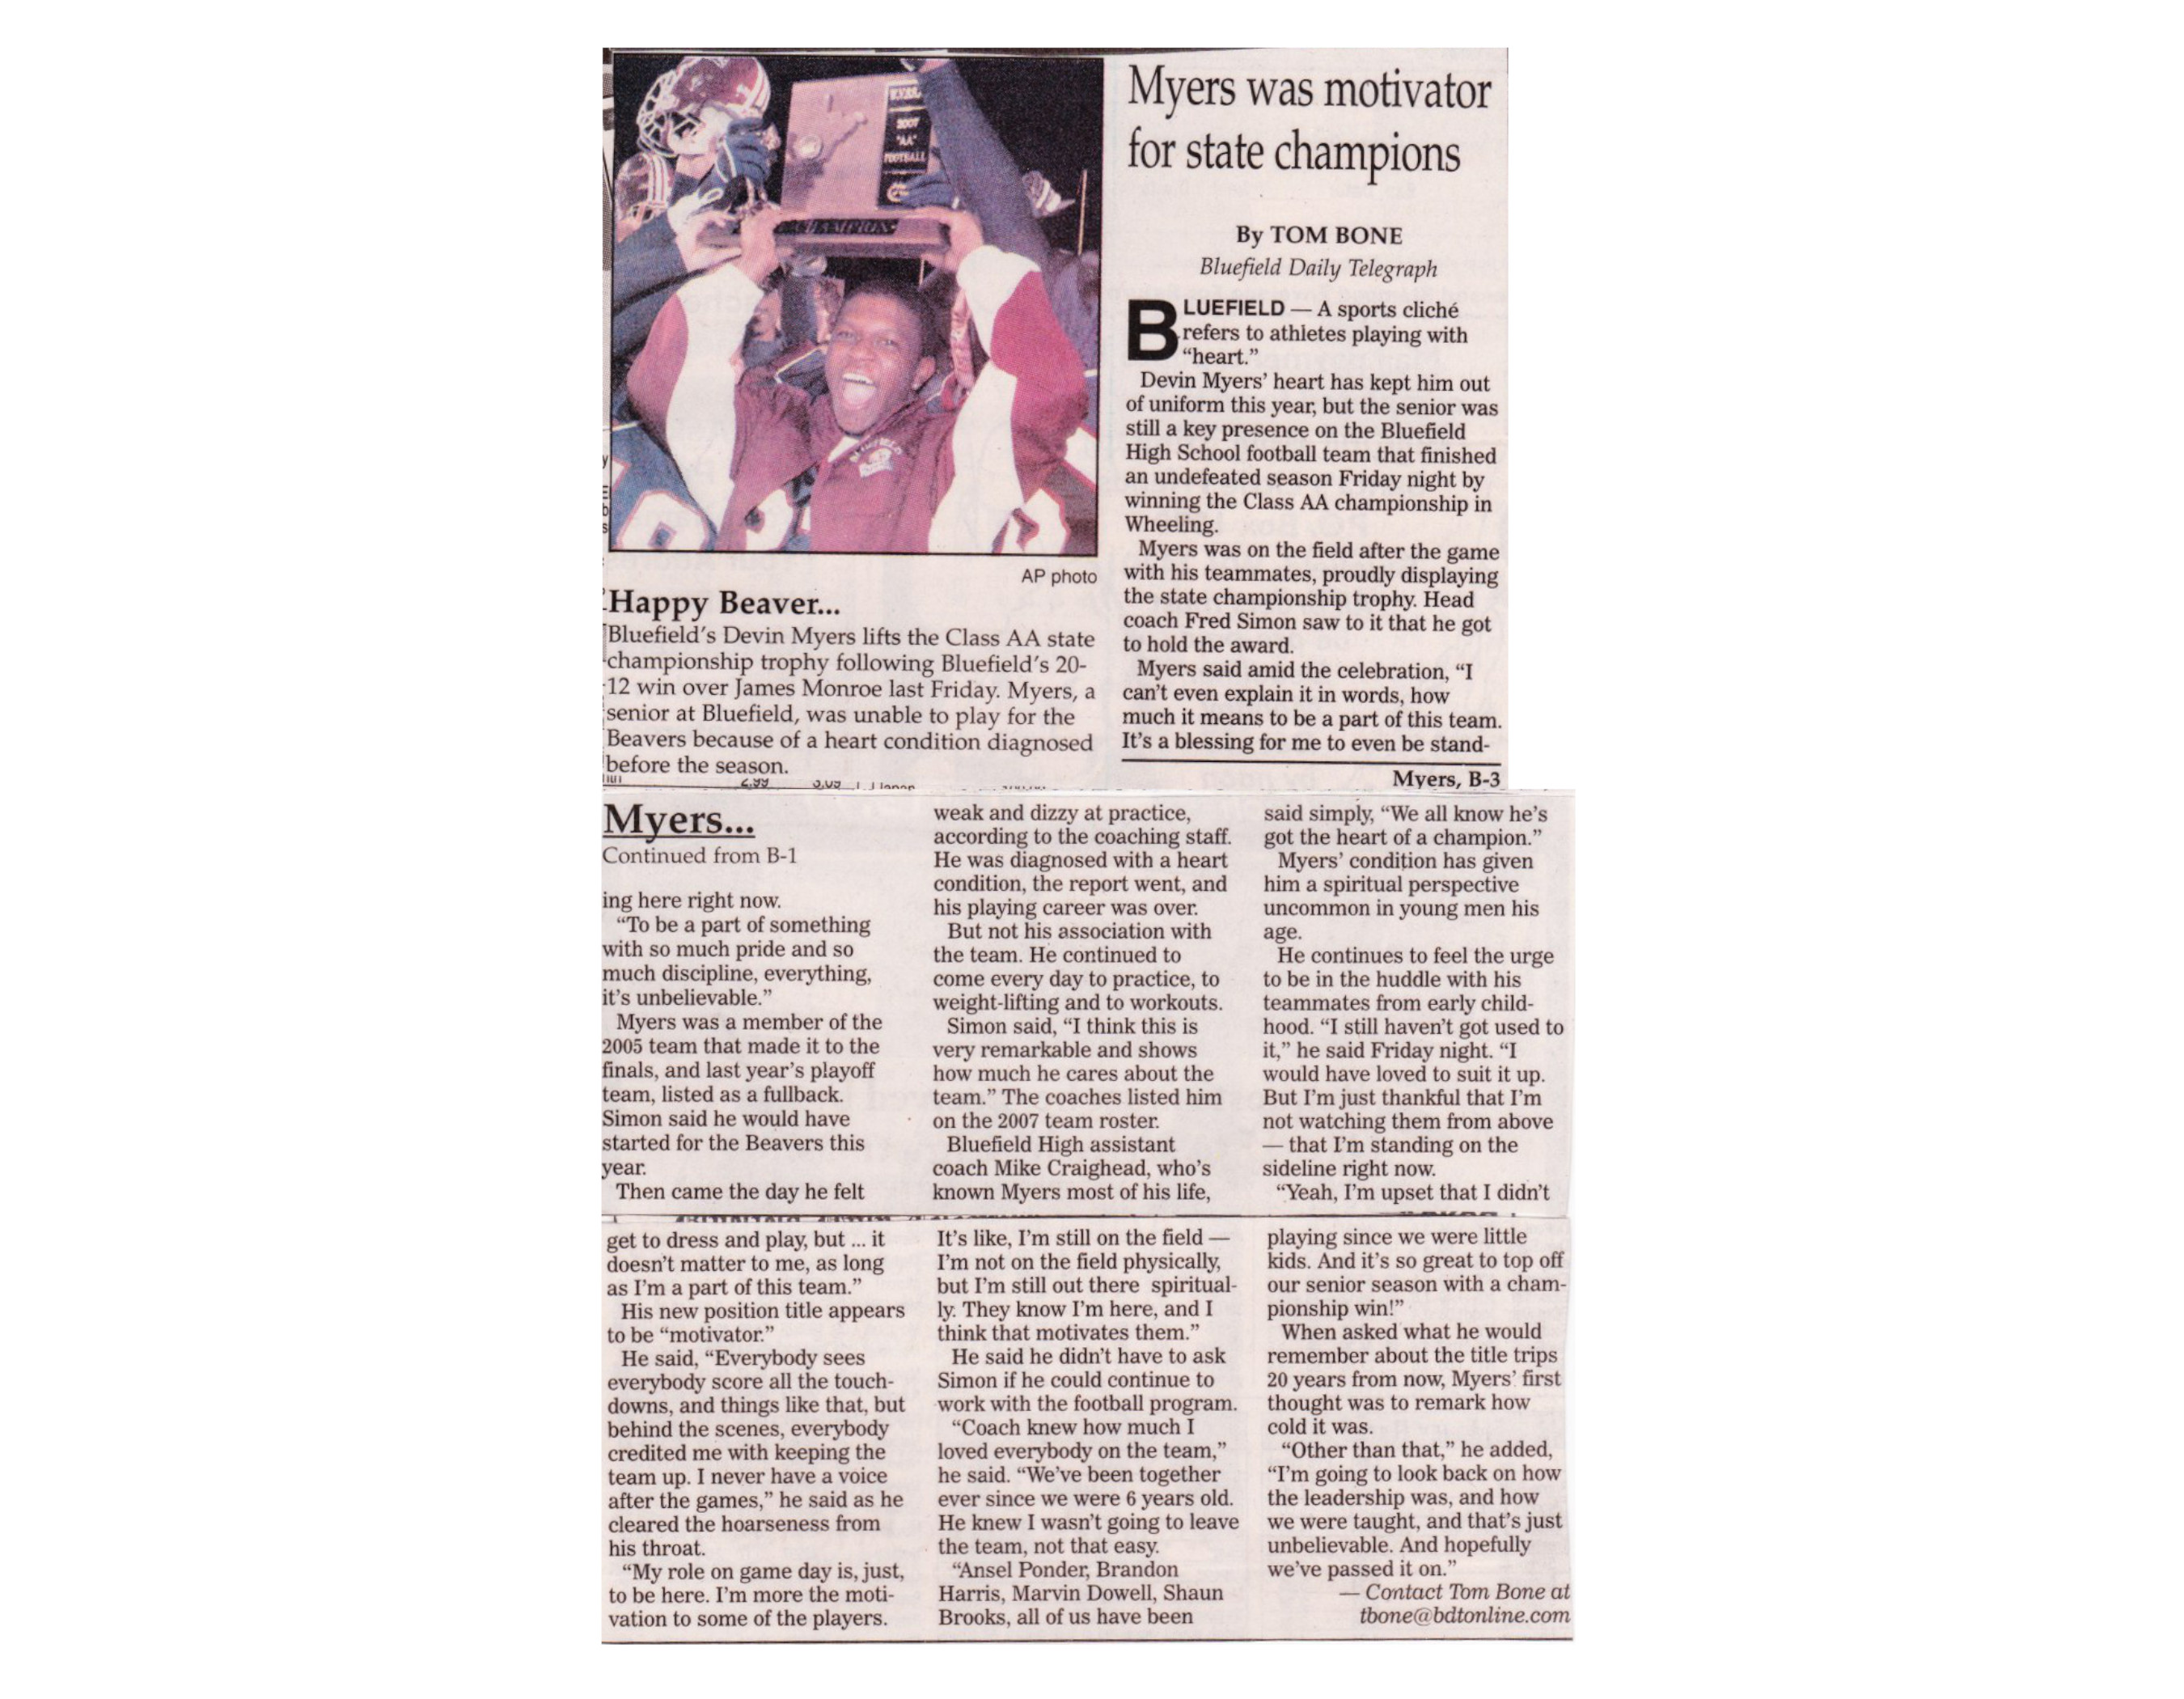 W.VSS.
2007
"AA"
FOOTBALL
CHAMPIONS
BLUEFIELD
AP photo
Happy Beaver...
Bluefield's Devin Myers lifts the Class AA state
championship trophy following Bluefield's 20-
12 win over James Monroe last Friday. Myers, a
senior at Bluefield, was unable to play for the
Beavers because of a heart condition diagnosed
before the season.
Myers was motivator
for state champions
By TOM BONE
Bluefield Daily Telegraph
BLUEFIELD — A sports cliché
refers to athletes playing with
“heart.”
Devin Myers’ heart has kept him out
of uniform this year, but the senior was
still a key presence on the Bluefield
High School football team that finished
an undefeated season Friday night by
winning the Class AA championship in
Wheeling.
Myers was on the field after the game
with his teammates, proudly displaying
the state championship trophy. Head
coach Fred Simon saw to it that he got
to hold the award.
Myers said amid the celebration, “I
can’t even explain it in words, how
much it means to be a part of this team.
It’s a blessing for me to even be stand-
Myers, B-3
2.99 3.09
Myers...
Continued from B-1
ing here right now.
“To be a part of something
with so much pride and so
much discipline, everything,
it’s unbelievable.”
Myers was a member of the
2005 team that made it to the
finals, and last year’s playoff
team, listed as a fullback.
Simon said he would have
started for the Beavers this
year.
Then came the day he felt
weak and dizzy at practice,
according to the coaching staff.
He was diagnosed with a heart
condition, the report went, and
his playing career was over.
But not his association with
the team. He continued to
come every day to practice, to
weight-lifting and to workouts.
Simon said, “I think this is
very remarkable and shows
how much he cares about the
team.” The coaches listed him
on the 2007 team roster.
Bluefield High assistant
coach Mike Craighead, who’s
known Myers most of his life,
said simply, “We all know he’s
got the heart of a champion.”
Myers’ condition has given
him a spiritual perspective
uncommon in young men his
age.
He continues to feel the urge
to be in the huddle with his
teammates from early child-
hood. “I still haven’t got used to
it,” he said Friday night. “I
would have loved to suit it up.
But I’m just thankful that I’m
not watching them from above
— that I’m standing on the
sideline right now.
“Yeah, I’m upset that I didn’t
get to dress and play, but ... it
doesn’t matter to me, as long
as I’m a part of this team.”
His new position title appears
to be “motivator.”
He said, “Everybody sees
everybody score all the touch-
downs, and things like that, but
behind the scenes, everybody
credited me with keeping the
team up. I never have a voice
after the games,” he said as he
cleared the hoarseness from
his throat.
“My role on game day is, just,
to be here. I’m more the moti-
vation to some of the players.
It’s like, I’m still on the field —
I’m not on the field physically,
but I’m still out there spiritual-
ly. They know I’m here, and I
think that motivates them.”
He said he didn’t have to ask
Simon if he could continue to
work with the football program.
“Coach knew how much I
loved everybody on the team,”
he said. “We’ve been together
ever since we were 6 years old.
He knew I wasn’t going to leave
the team, not that easy.
“Ansel Ponder, Brandon
Harris, Marvin Dowell, Shaun
Brooks, all of us have been
playing since we were little
kids. And it’s so great to top off
our senior season with a cham-
pionship win!”
When asked what he would
remember about the title trips
20 years from now, Myers’ first
thought was to remark how
cold it was.
“Other than that,” he added,
“I’m going to look back on how
the leadership was, and how
we were taught, and that’s just
unbelievable. And hopefully
we’ve passed it on.”
— Contact Tom Bone at
tbone@bdtonline.com